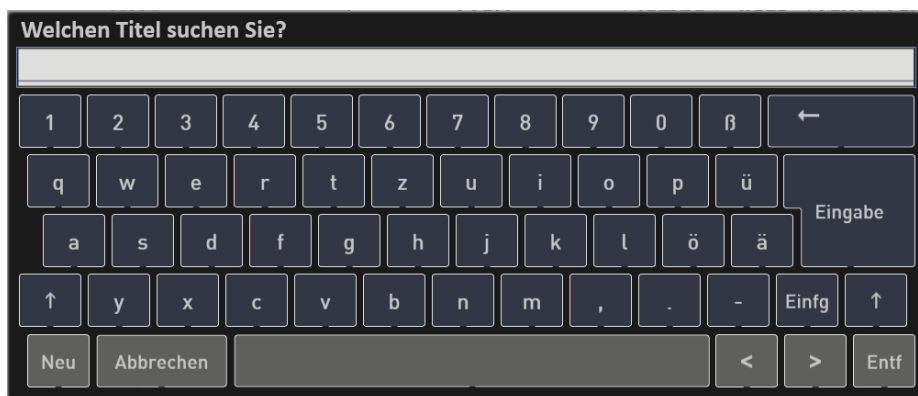 Welchen Titel suchen Sie?
1 2 3 4 5 6 7 8 9 0 ß ←
q w e r t z u i o p ü
Eingabe
a s d f g h j k l ö ä
↑ y x c v b n m , . - Einfg ↑
Neu Abbrechen < > Entf